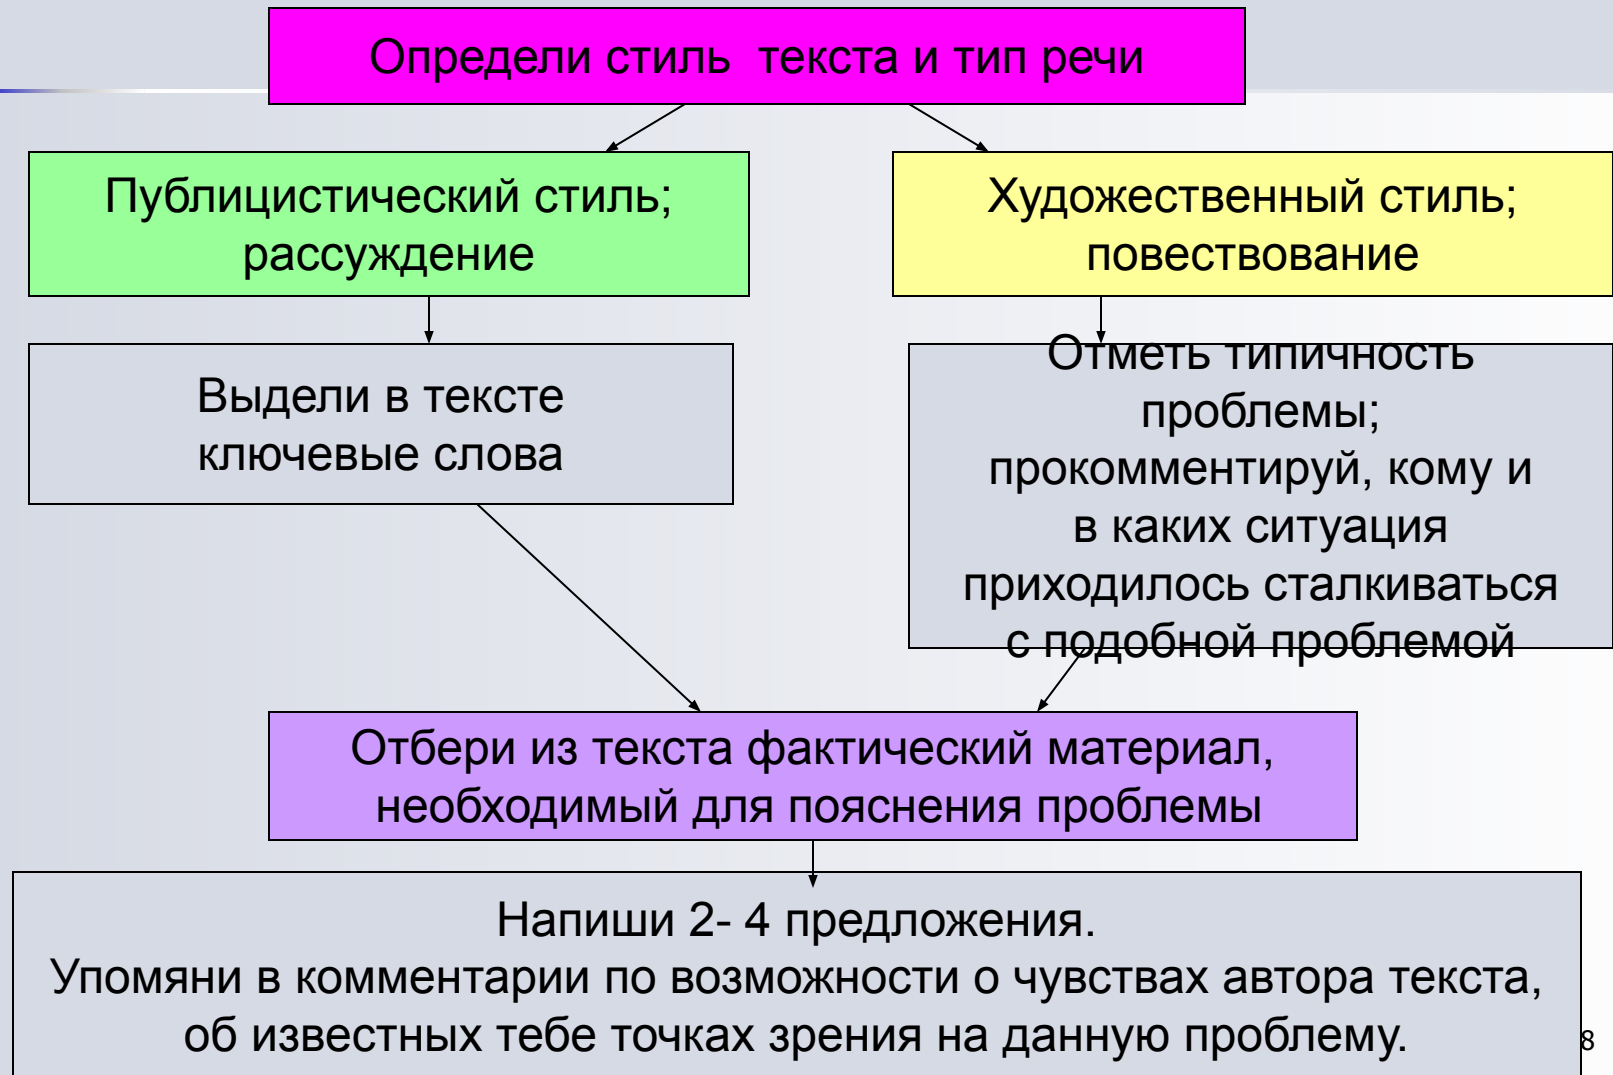 Определи стиль  текста и тип речи
Публицистический стиль;
рассуждение
Художественный стиль;
повествование
Выдели в тексте
ключевые слова
Отметь типичность
проблемы;
прокомментируй, кому и
в каких ситуация
приходилось сталкиваться
с подобной проблемой
Отбери из текста фактический материал,
необходимый для пояснения проблемы
Напиши 2- 4 предложения.
Упомяни в комментарии по возможности о чувствах автора текста,
об известных тебе точках зрения на данную проблему.
8